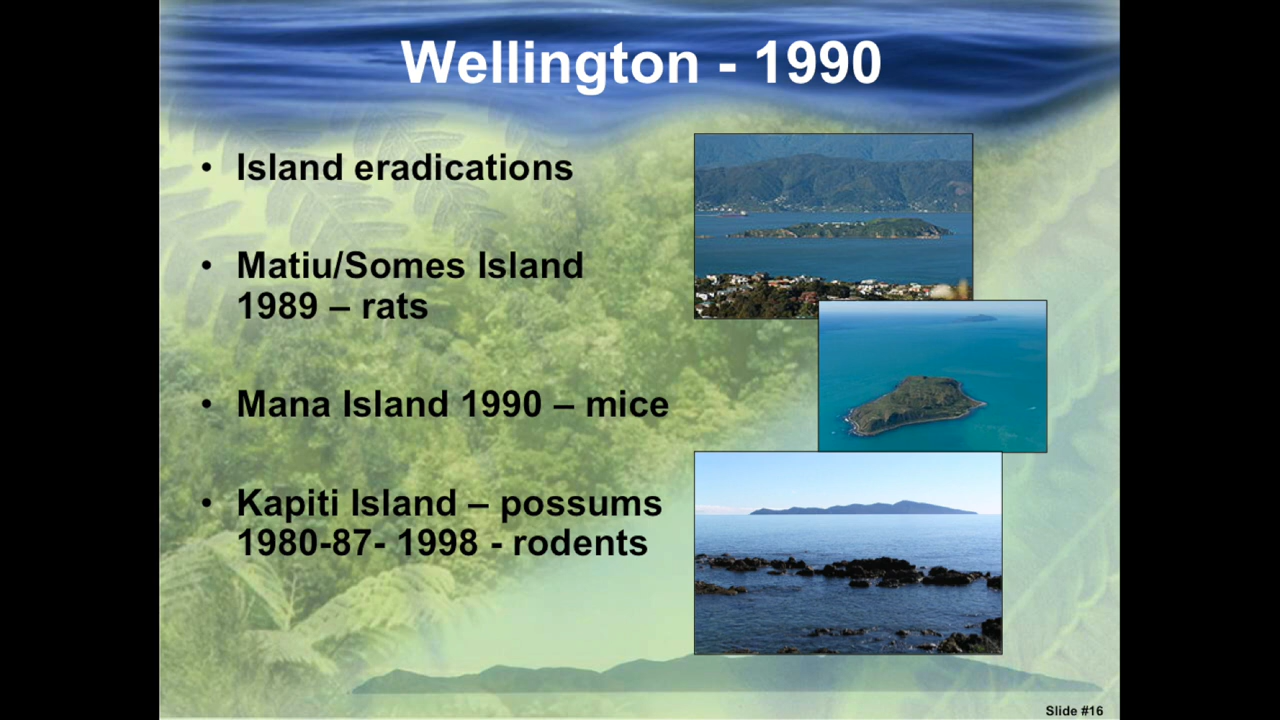 Wellington - 1990
• Island eradications
• Matiu/Somes Island
1989 – rats
• Mana Island 1990 – mice
• Kapiti Island – possums
1980-87- 1998 - rodents
Slide #16